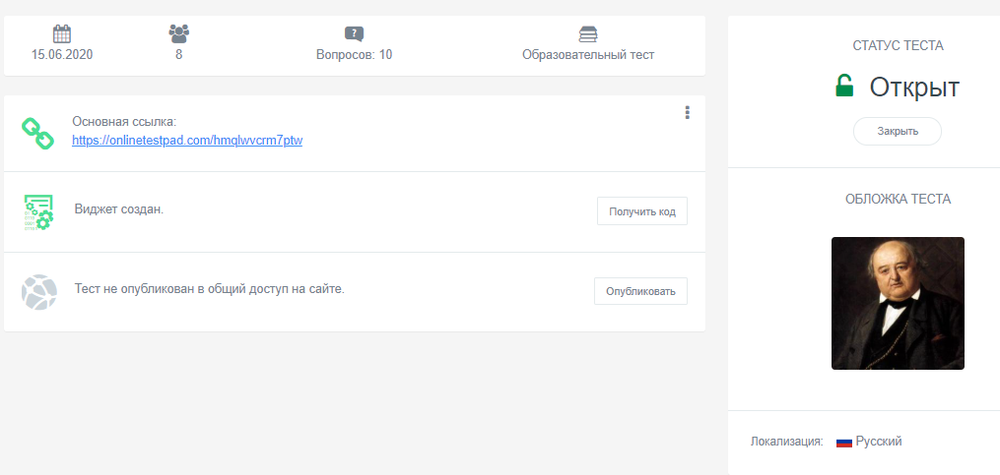 15.06.2020
8
Вопросов: 10
Образовательный тест
Основная ссылка:
https://onlinetestpad.com/hmqlwvcrm7ptw
Виджет создан.
Получить код
Тест не опубликован в общий доступ на сайте.
Опубликовать
СТАТУС ТЕСТА
Открыт
Закрыть
ОБЛОЖКА ТЕСТА
Локализация: Русский